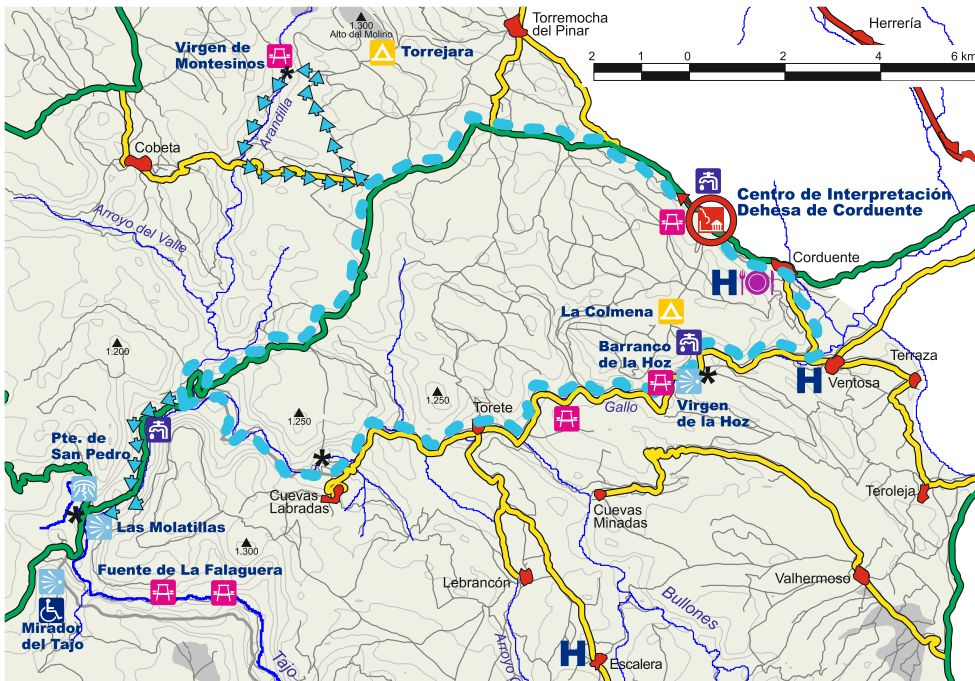 1.300
Alto del Molino
Torremocha
del Pinar
Herrería
Virgen de
Montesinos
Torrejara
2 0 2 4 6 km
Arandilla
Cobeta
Centro de Interpretación
Dehesa de Corduente
Arroyo del Valle
Corduente
H
La Colmena
1.200
Barranco
de la Hoz
Terraza
H
Ventosa
1.250
1.250
Torete
Gallo
Virgen
de la Hoz
Pte. de
San Pedro
Cuevas
Labradas
Cuevas
Minadas
Teroleja
Las Molatillas
1.300
Fuente de La Falaguera
Lebrancón
Valhermoso
Bullones
Mirador
del Tajo
Tajo
Arroyo
H
Escalera